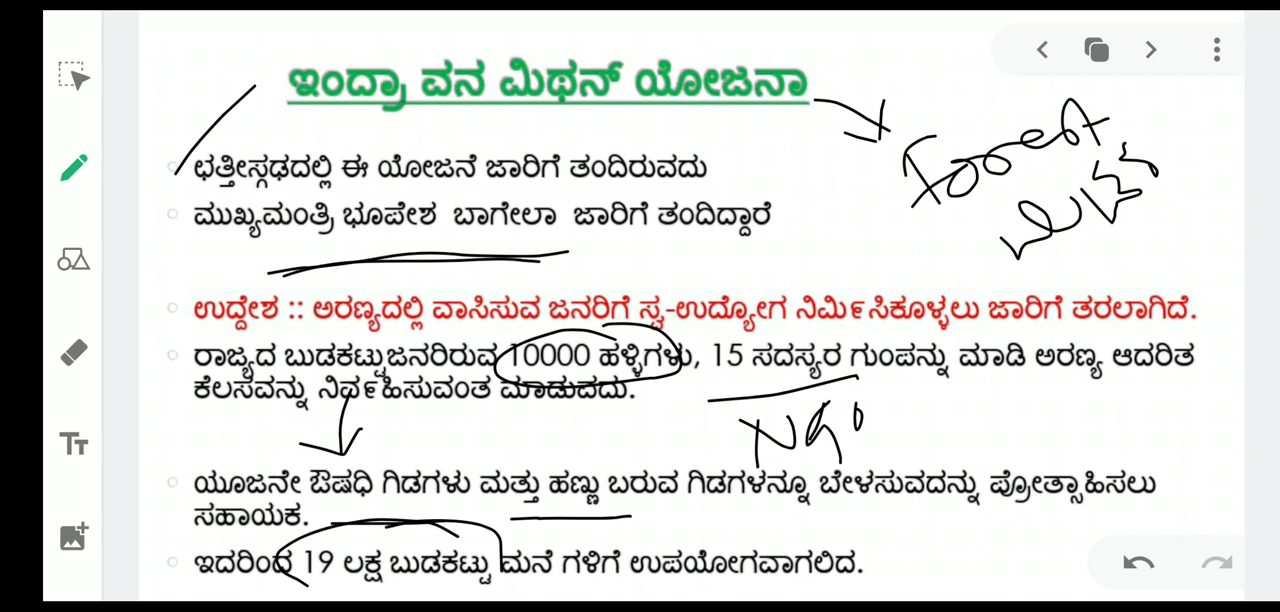 ಇಂದ್ರಾ ವನ ಮಿಥನ್ ಯೋಜನಾ
ಛತ್ತೀಸ್ಗಢದಲ್ಲಿ ಈ ಯೋಜನೆ ಜಾರಿಗೆ ತಂದಿರುವದು
ಮುಖ್ಯಮಂತ್ರಿ ಭೂಪೇಶ ಬಾಗೇಲಾ ಜಾರಿಗೆ ತಂದಿದ್ದಾರೆ
Forest
ಉದ್ದೇಶ :: ಅರಣ್ಯದಲ್ಲಿ ವಾಸಿಸುವ ಜನರಿಗೆ ಸ್ವ-ಉದ್ಯೋಗ ನಿಮಿ೯ಸಿಕೊಳ್ಳಲು ಜಾರಿಗೆ ತರಲಾಗಿದೆ.
ರಾಜ್ಯದ ಬುಡಕಟ್ಟುಜನರಿರುವ 10000 ಹಳ್ಳಿಗಳು, 15 ಸದಸ್ಯರ ಗುಂಪನ್ನು ಮಾಡಿ ಅರಣ್ಯ ಆದರಿತ
ಕೆಲಸವನ್ನು ನಿವ೯ಹಿಸುವಂತ ಮಾಡುವದು.
NGO
ಯೂಜನೇ ಔಷಧಿ ಗಿಡಗಳು ಮತ್ತು ಹಣ್ಣು ಬರುವ ಗಿಡಗಳನ್ನೂ ಬೇಳಸುವದನ್ನು ಪ್ರೋತ್ಸಾಹಿಸಲು
ಸಹಾಯಕ.
ಇದರಿಂದ 19 ಲಕ್ಷ ಬುಡಕಟ್ಟು ಮನೆ ಗಳಿಗೆ ಉಪಯೋಗವಾಗಲಿದ.